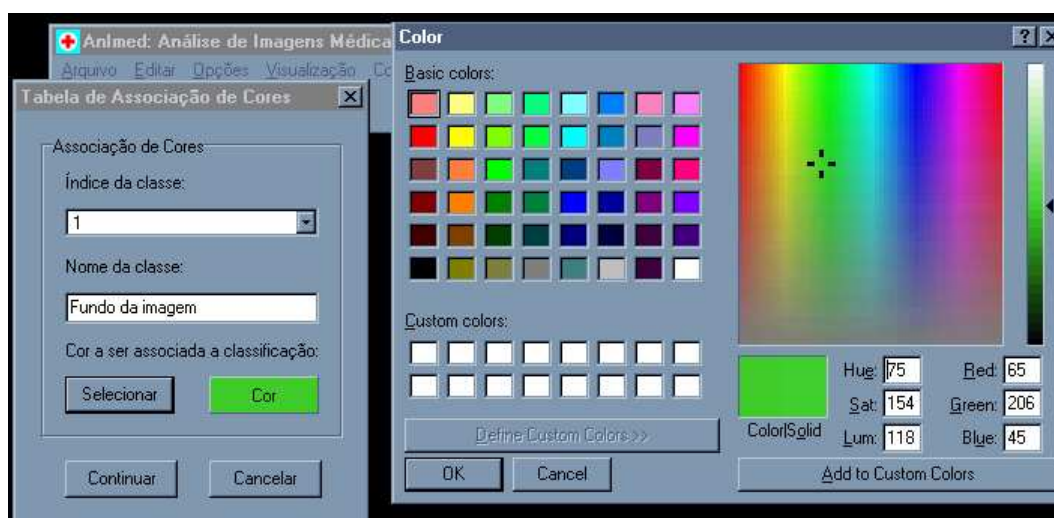 AnImed: Análise de Imagens Médica
Arquivo Editar Opções Visualização Co
Tabela de Associação de Cores
Associação de Cores
Índice da classe:
1
Nome da classe:
Fundo da imagem
Cor a ser associada a classificação:
Selecionar Cor
Continuar Cancelar
Color
Basic colors:
Custom colors:
Define Custom Colors >>
OK Cancel
Color|Solid
Hue: 75 Red: 65
Sat: 154 Green: 206
Lum: 118 Blue: 45
Add to Custom Colors